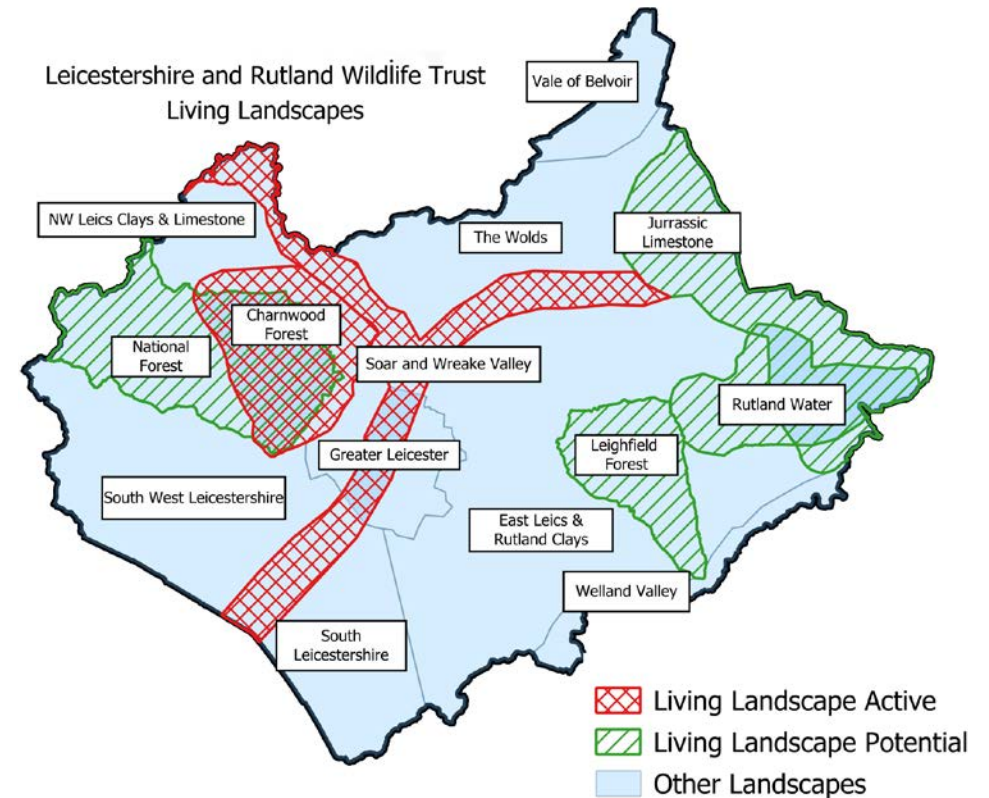 Leicestershire and Rutland Wildlife Trust
Living Landscapes
Vale of Belvoir
NW Leics Clays & Limestone
The Wolds
Jurrassic
Limestone
Charnwood
Forest
National
Forest
Soar and Wreake Valley
Rutland Water
Greater Leicester
Leighfield
Forest
South West Leicestershire
East Leics &
Rutland Clays
Welland Valley
South
Leicestershire
Living Landscape Active
Living Landscape Potential
Other Landscapes